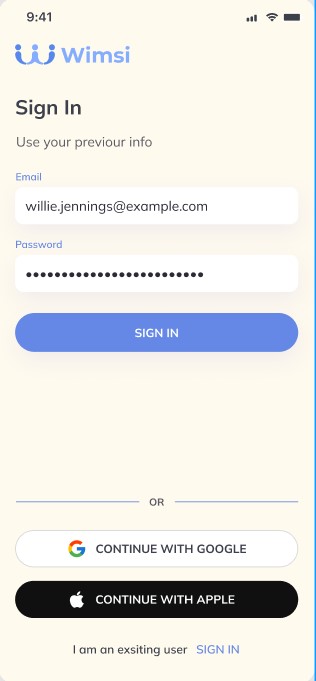 9:41
Wimsi
Sign In
Use your previour info
Email
willie.jennings@example.com
Password
•••••••••••••••••••••••••
SIGN IN
OR
CONTINUE WITH GOOGLE
CONTINUE WITH APPLE
I am an exsiting user SIGN IN